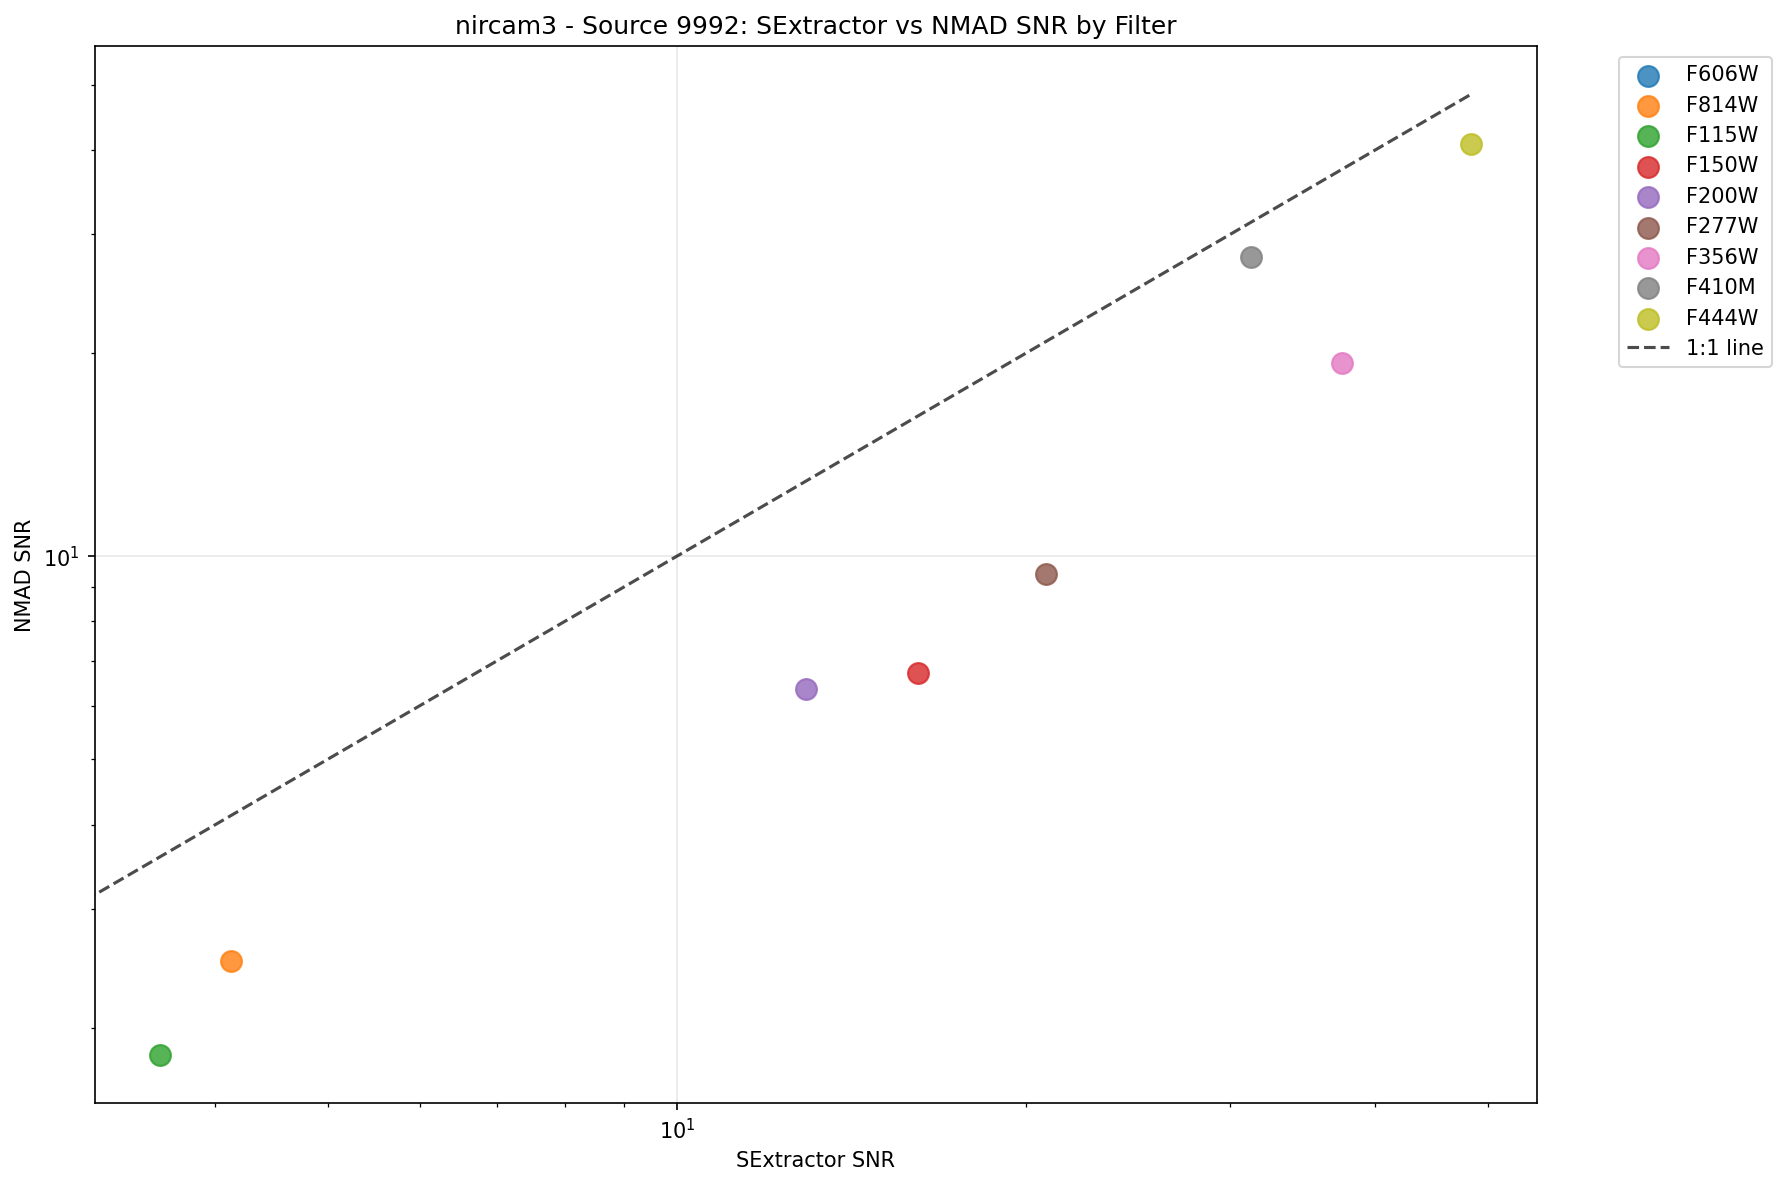 nircam3 - Source 9992: SExtractor vs NMAD SNR by Filter
F606W
F814W
F115W
F150W
F200W
F277W
F356W
F410M
F444W
1:1 line
NMAD SNR
10¹
10¹
SExtractor SNR